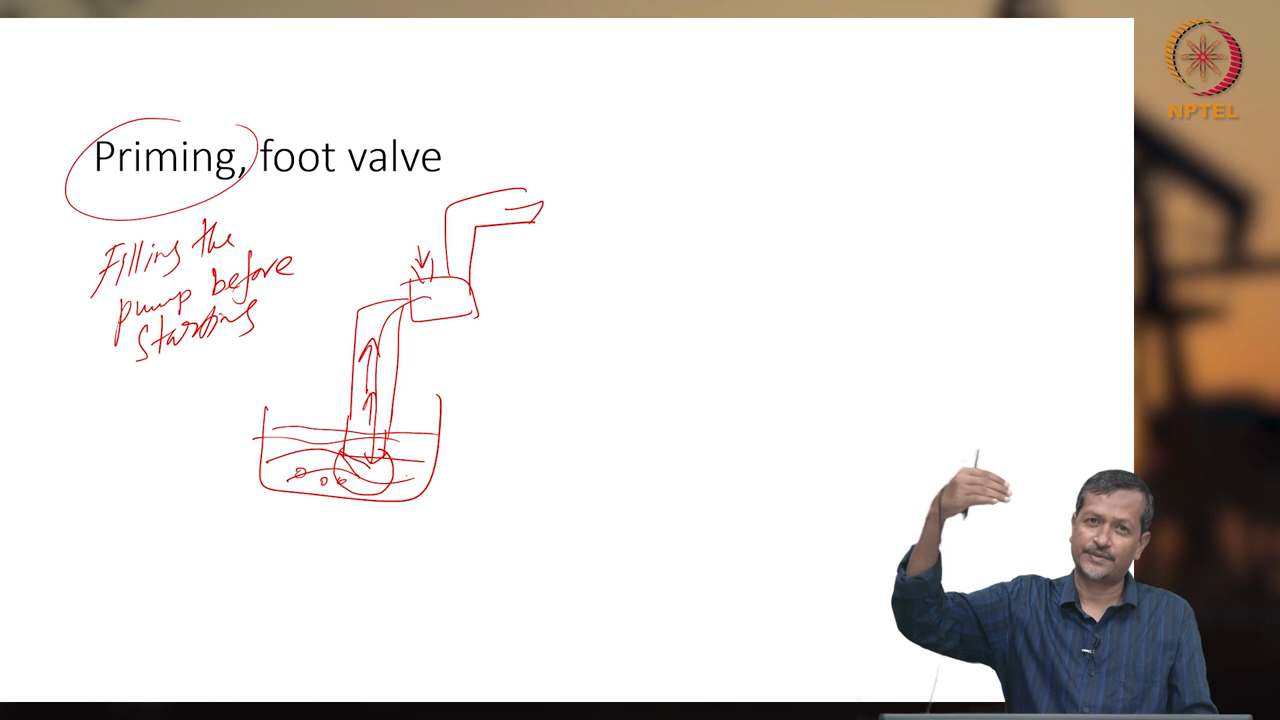 Priming, foot valve
Filling the
pump before
starting
NPTEL